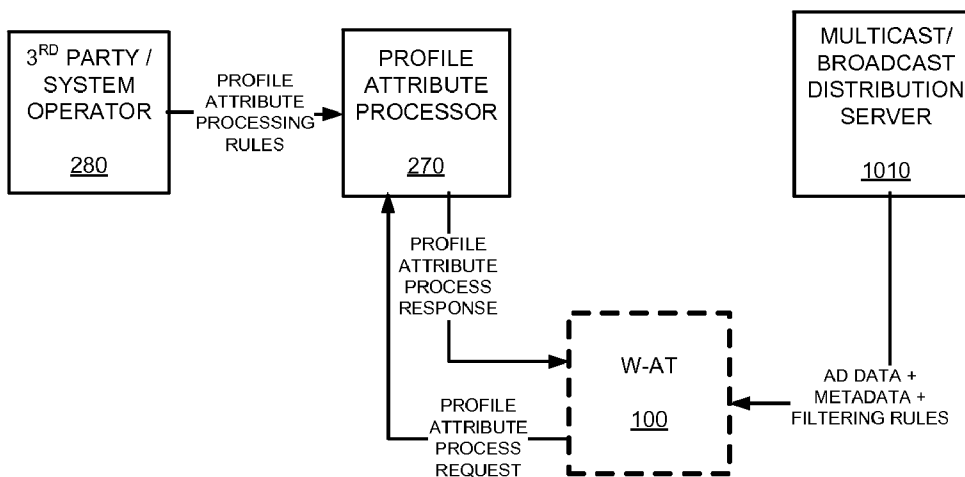 3RD PARTY /
SYSTEM
OPERATOR
280
PROFILE
ATTRIBUTE
PROCESSING
RULES
PROFILE
ATTRIBUTE
PROCESSOR
270
MULTICAST/
BROADCAST
DISTRIBUTION
SERVER
1010
PROFILE
ATTRIBUTE
PROCESS
RESPONSE
W-AT
100
AD DATA +
METADATA +
FILTERING RULES
PROFILE
ATTRIBUTE
PROCESS
REQUEST